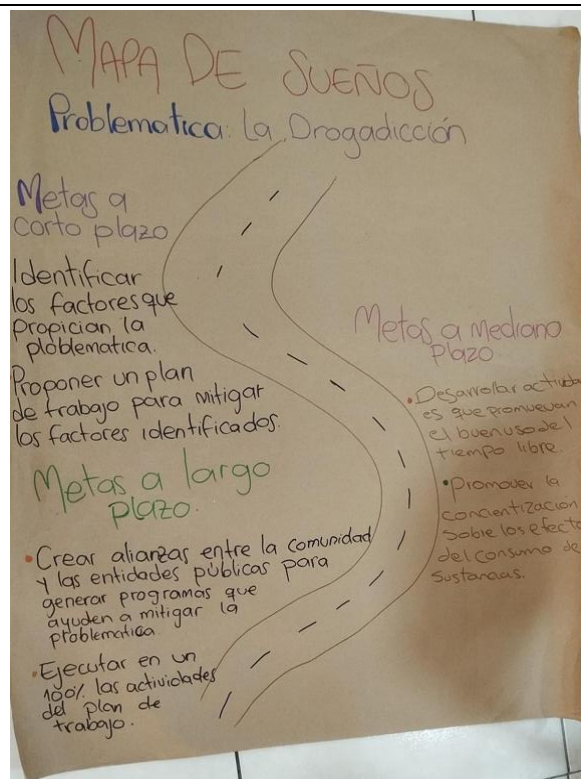 MAPA DE SUEÑOS
Problematica: La Drogadicción
Metas a
corto plazo
Identificar
los factores que
propician la
ploblematica.
Proponer un plan
de trabajo para mitigar
los factores identificados.
Metas a Mediano
plazo
• Desarrollar activida
es que promuevan
el buen uso del
tiempo libre.
• Promover la
concientización
sobre los efecto
del consumo de
sustancias.
Metas a largo
plazo.
• Crear alianzas entre la comunidad
y las entidades públicas para
generar programas que
ayuden a mitigar la
problematica
• Ejecutar en un
100% las actividades
del plan de
trabajo.